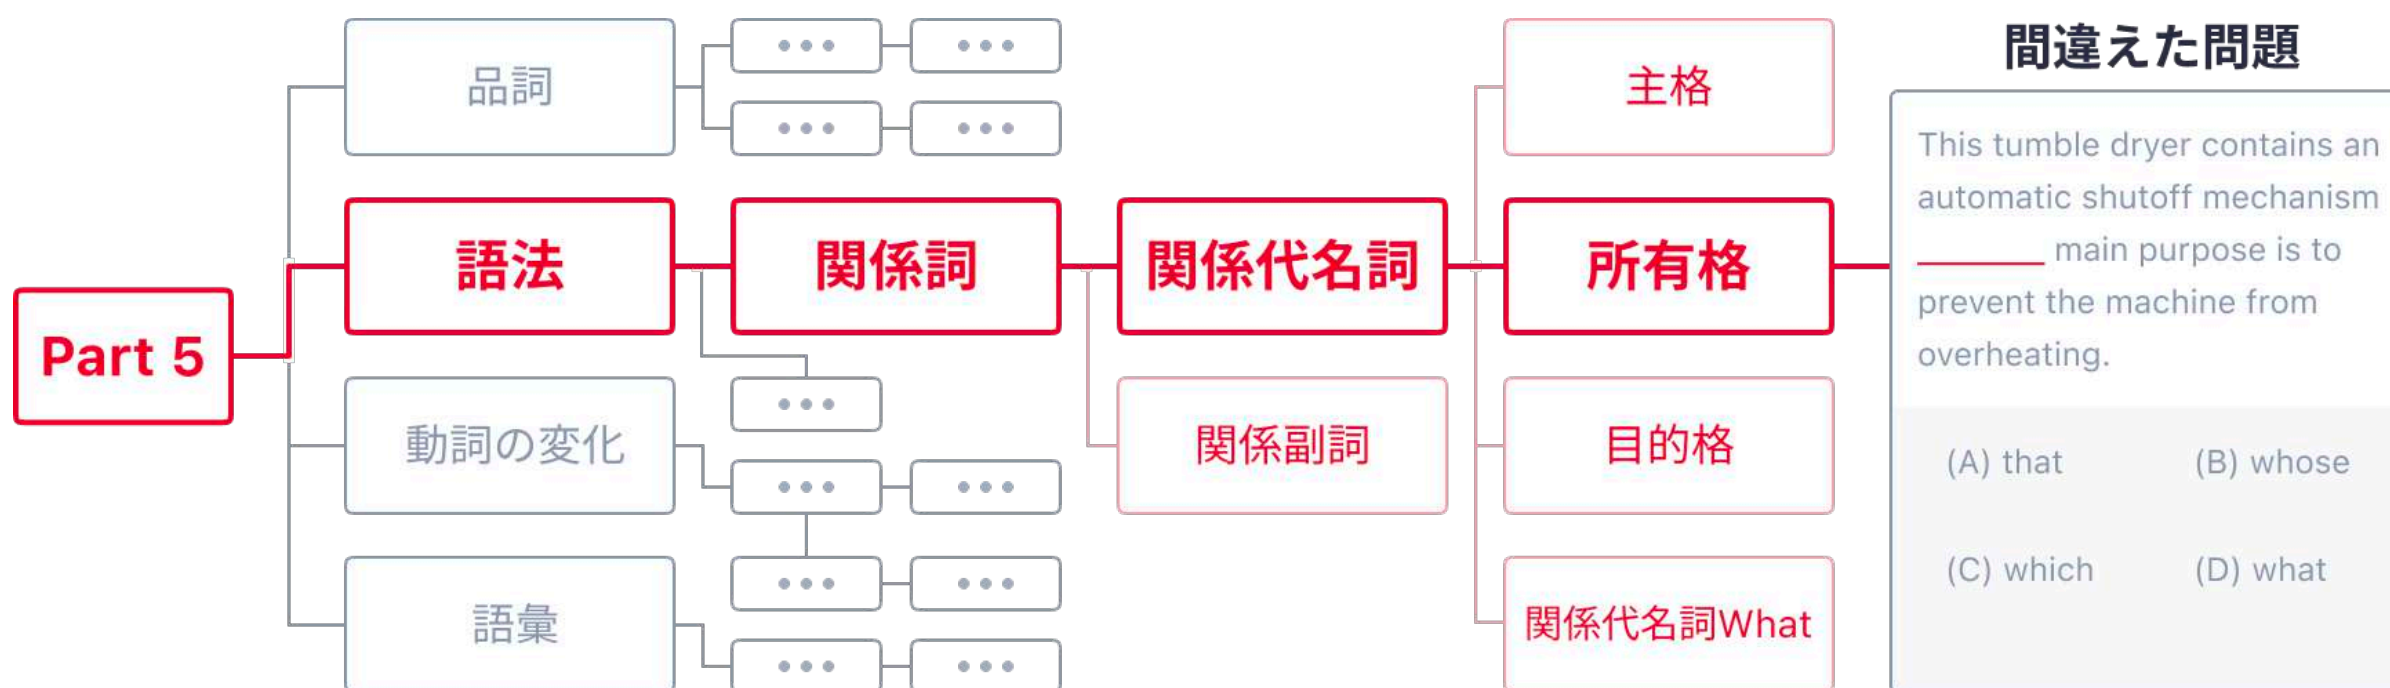 Part 5
品詞
語法
動詞の変化
語彙
関係詞
関係代名詞
関係副詞
主格
所有格
目的格
関係代名詞What
間違えた問題
This tumble dryer contains an
automatic shutoff mechanism
_______ main purpose is to
prevent the machine from
overheating.
(A) that (B) whose
(C) which (D) what